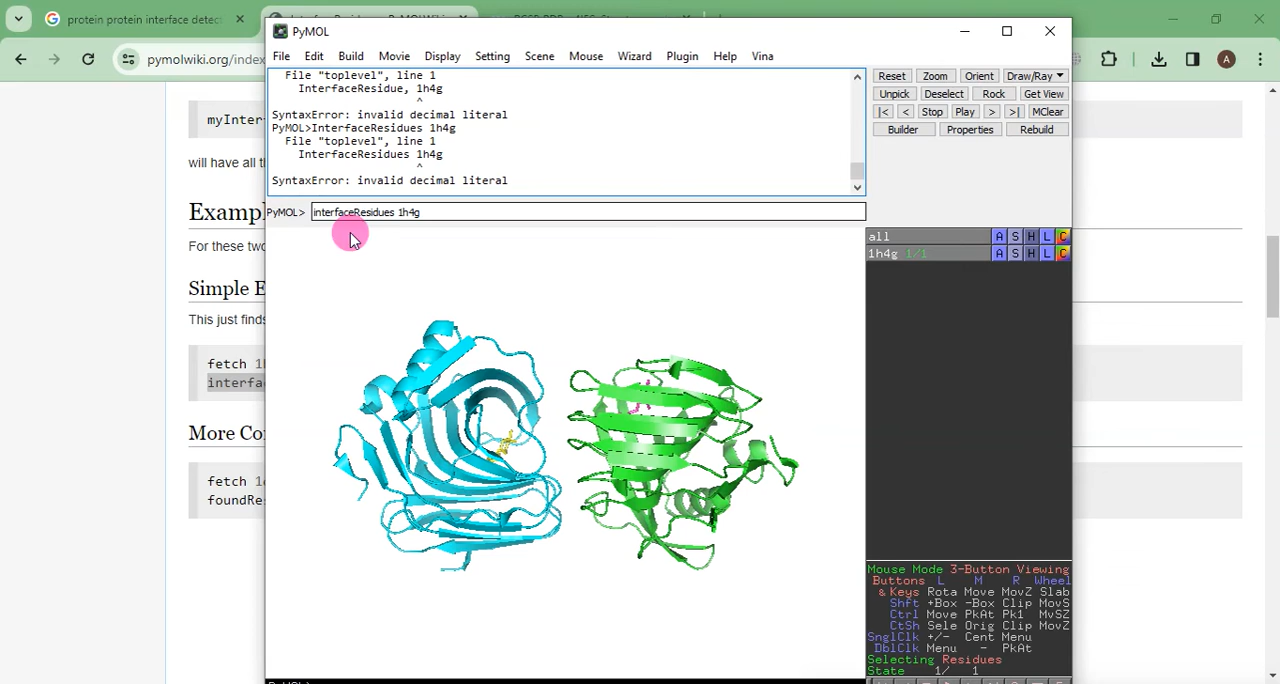 protein protein interface detec
pymolwiki.org/index
PyMOL
File Edit Build Movie Display Setting Scene Mouse Wizard Plugin Help Vina
File "toplevel", line 1
InterfaceResidue, 1h4g
^
SyntaxError: invalid decimal literal
PyMOL>InterfaceResidues 1h4g
File "toplevel", line 1
InterfaceResidues 1h4g
^
SyntaxError: invalid decimal literal
PyMOL> interfaceResidues 1h4g
Reset Zoom Orient Draw/Ray
Unpick Deselect Rock Get View
|< < Stop Play > >| MClear
Builder Properties Rebuild
all A S H L C
1h4g 1/1 A S H L C
Mouse Mode 3-Button Viewing
Buttons L M R Wheel
& Keys Rota Move MovZ Slab
Shft +Box -Box Clip MovS
Ctrl Move PkAt Pk1 MvSZ
CtSh Sele Orig Clip MovZ
SnglClk +/- Cent Menu
DblClk Menu - PkAt
Selecting Residues
State 1/ 1
A
myInter
will have all th
Exampl
For these two
Simple E
This just finds
fetch 1
interfac
More Co
fetch 1
foundRes